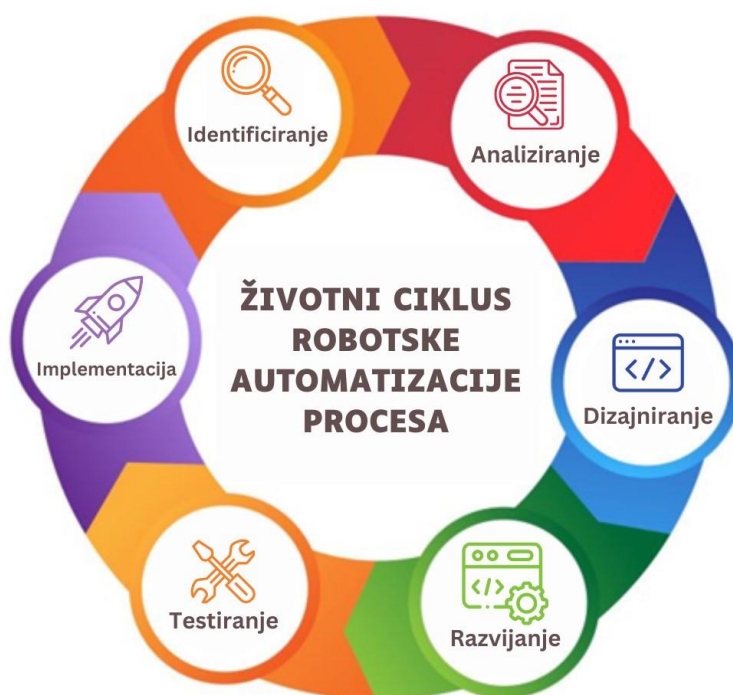 Identificiranje
Analiziranje
ŽIVOTNI CIKLUS
ROBOTSKE
AUTOMATIZACIJE
PROCESA
Implementacija
Dizajniranje
Testiranje
Razvijanje